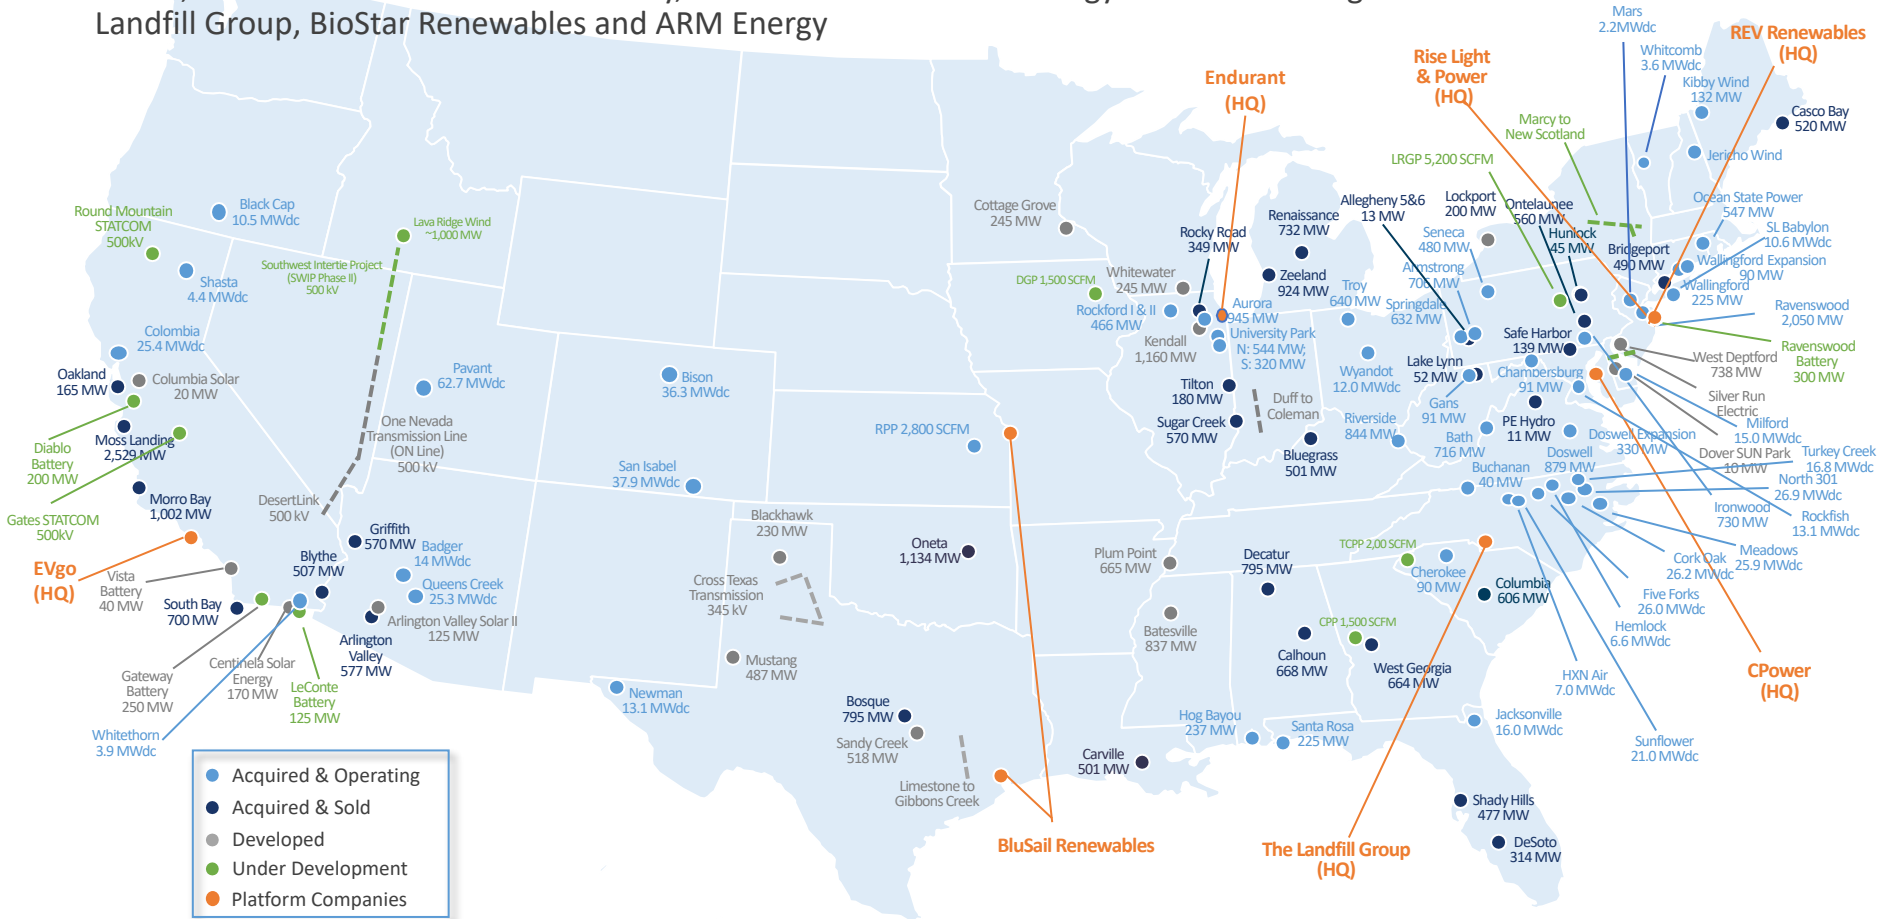 Landfill Group, BioStar Renewables and ARM Energy
Mars
2.2MWdc
REV Renewables
(HQ)
Whitcomb
3.6 MWdc
Rise Light
& Power
(HQ)
Endurant
(HQ)
Kibby Wind
132 MW
Casco Bay
520 MW
Marcy to
New Scotland
Jericho Wind
LRGP 5,200 SCFM
Black Cap
10.5 MWdc
Round Mountain
STATCOM
500kV
Lava Ridge Wind
~1,000 MW
Cottage Grove
245 MW
Renaissance
732 MW
Allegheny 5&6
13 MW
Lockport
200 MW
Ontelaunee
560 MW
Ocean State Power
547 MW
Rocky Road
349 MW
Seneca
480 MW
Hunlock
45 MW
SL Babylon
10.6 MWdc
Bridgeport
490 MW
Wallingford Expansion
90 MW
Southwest Intertie Project
(SWIP Phase II)
500 kV
Shasta
4.4 MWdc
DGP 1,500 SCFM
Whitewater
245 MW
Zeeland
924 MW
Armstrong
706 MW
Troy
640 MW
Wallingford
225 MW
Rockford I & II
466 MW
Aurora
945 MW
Springdale
632 MW
Ravenswood
2,050 MW
Colombia
25.4 MWdc
University Park
N: 544 MW;
S: 320 MW
Kendall
1,160 MW
Safe Harbor
139 MW
Ravenswood
Battery
300 MW
West Deptford
738 MW
Oakland
165 MW
Columbia Solar
20 MW
Pavant
62.7 MWdc
Bison
36.3 MWdc
Tilton
180 MW
Wyandot
12.0 MWdc
Lake Lynn
52 MW
Chambersburg
91 MW
Duff to
Coleman
Gans
91 MW
Silver Run
Electric
Moss Landing
2,529 MW
One Nevada
Transmission Line
(ON Line)
500 kV
RPP 2,800 SCFM
Sugar Creek
570 MW
Riverside
844 MW
PE Hydro
11 MW
Milford
15.0 MWdc
Diablo
Battery
200 MW
Bluegrass
501 MW
Bath
716 MW
Doswell Expansion
330 MW
Doswell
879 MW
Dover SUN Park
10 MW
Turkey Creek
16.8 MWdc
San Isabel
37.9 MWdc
Buchanan
40 MW
North 301
26.9 MWdc
Morro Bay
1,002 MW
DesertLink
500 kV
Ironwood
730 MW
Rockfish
13.1 MWdc
Gates STATCOM
500kV
Blackhawk
230 MW
Griffith
570 MW
Badger
14 MWdc
Oneta
1,134 MW
Plum Point
665 MW
Decatur
795 MW
TCPP 2,00 SCFM
Cherokee
90 MW
Meadows
25.9 MWdc
Cork Oak
26.2 MWdc
EVgo
(HQ)
Vista
Battery
40 MW
Blythe
507 MW
Queens Creek
25.3 MWdc
Cross Texas
Transmission
345 kV
Columbia
606 MW
Five Forks
26.0 MWdc
South Bay
700 MW
Arlington Valley Solar II
125 MW
Batesville
837 MW
CPP 1,500 SCFM
Hemlock
6.6 MWdc
Arlington
Valley
577 MW
Calhoun
668 MW
West Georgia
664 MW
HXN Air
7.0 MWdc
CPower
(HQ)
Centinela Solar
Energy
170 MW
Gateway
Battery
250 MW
LeConte
Battery
125 MW
Mustang
487 MW
Newman
13.1 MWdc
Bosque
795 MW
Hog Bayou
237 MW
Santa Rosa
225 MW
Jacksonville
16.0 MWdc
Whitethorn
3.9 MWdc
Sandy Creek
518 MW
Carville
501 MW
Sunflower
21.0 MWdc
Limestone to
Gibbons Creek
Shady Hills
477 MW
DeSoto
314 MW
BluSail Renewables
The Landfill Group
(HQ)
Acquired & Operating
Acquired & Sold
Developed
Under Development
Platform Companies